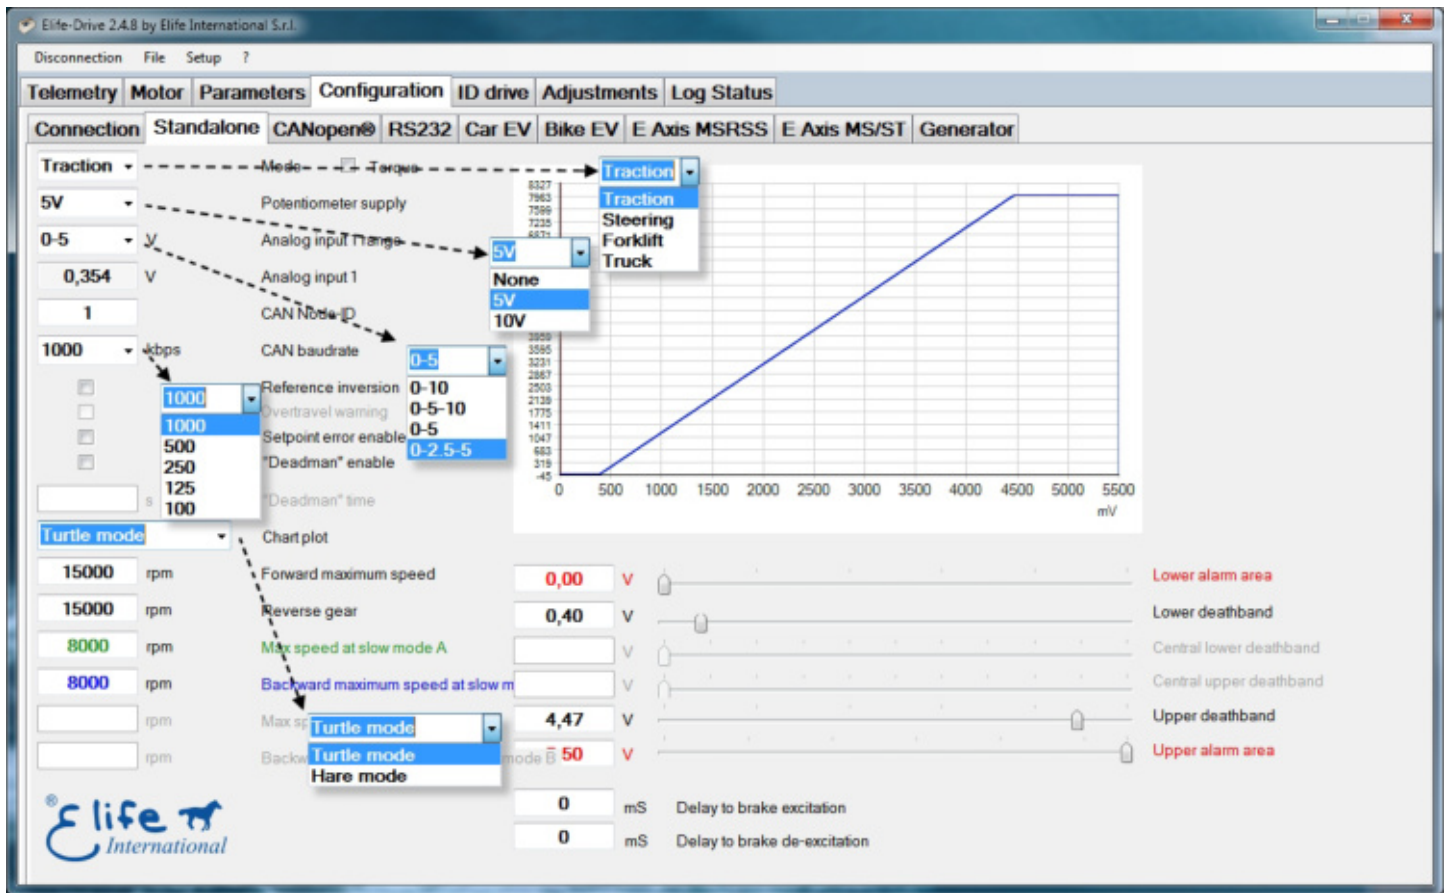 Elife-Drive 2.4.8 by Elife International S.r.l.
Disconnection File Setup ?
Telemetry Motor Parameters Configuration ID drive Adjustments Log Status
Connection Standalone CANopen® RS232 Car EV Bike EV E Axis MSRSS E Axis MS/ST Generator
Traction Mode Torque
5V Potentiometer supply
0-5 V Analog input 1 range
0,354 V Analog input 1
1 CAN Node-ID
1000 kbps CAN baudrate
Reference inversion
Overtravel warning
Setpoint error enable
"Deadman" enable
s "Deadman" time
Turtle mode Chart plot
Traction
Traction
Steering
Forklift
Truck
5V
None
5V
10V
0-5
0-10
0-5-10
0-5
0-2.5-5
1000
1000
500
250
125
100
8327
7963
7599
7235
6871
3959
3595
3231
2867
2503
2139
1775
1411
1047
683
319
-45
0 500 1000 1500 2000 2500 3000 3500 4000 4500 5000 5500
mV
15000 rpm Forward maximum speed
15000 rpm Reverse gear
8000 rpm Max speed at slow mode A
8000 rpm Backward maximum speed at slow m
rpm Max sp
rpm Backw mode B
Turtle mode
Turtle mode
Hare mode
0,00 V Lower alarm area
0,40 V Lower deathband
V Central lower deathband
V Central upper deathband
4,47 V Upper deathband
50 V Upper alarm area
0 mS Delay to brake excitation
0 mS Delay to brake de-excitation
® Elife
International